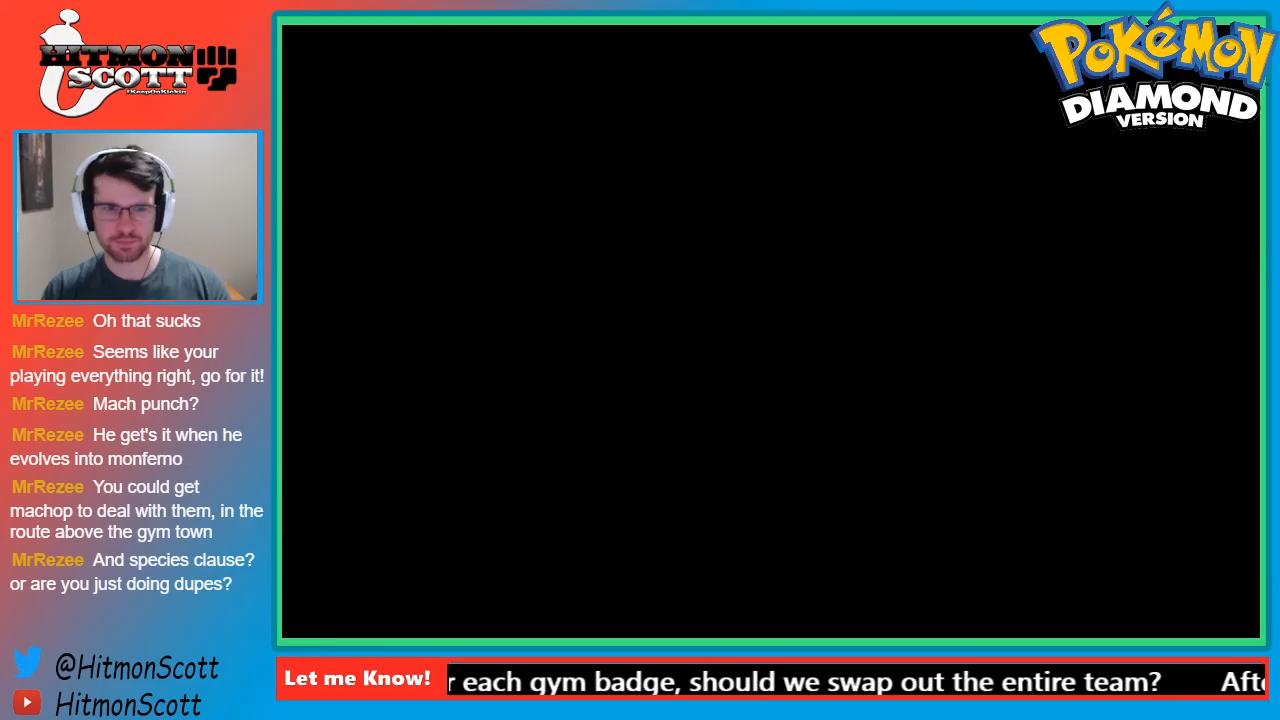 HITMON
SCOTT
#KeepOnKickin
POKéMON
DIAMOND
VERSION
MrRezee Oh that sucks
MrRezee Seems like your
playing everything right, go for it!
MrRezee Mach punch?
MrRezee He get's it when he
evolves into monferno
MrRezee You could get
machop to deal with them, in the
route above the gym town
MrRezee And species clause?
or are you just doing dupes?
@HitmonScott
HitmonScott
Let me Know! r each gym badge, should we swap out the entire team? Afte